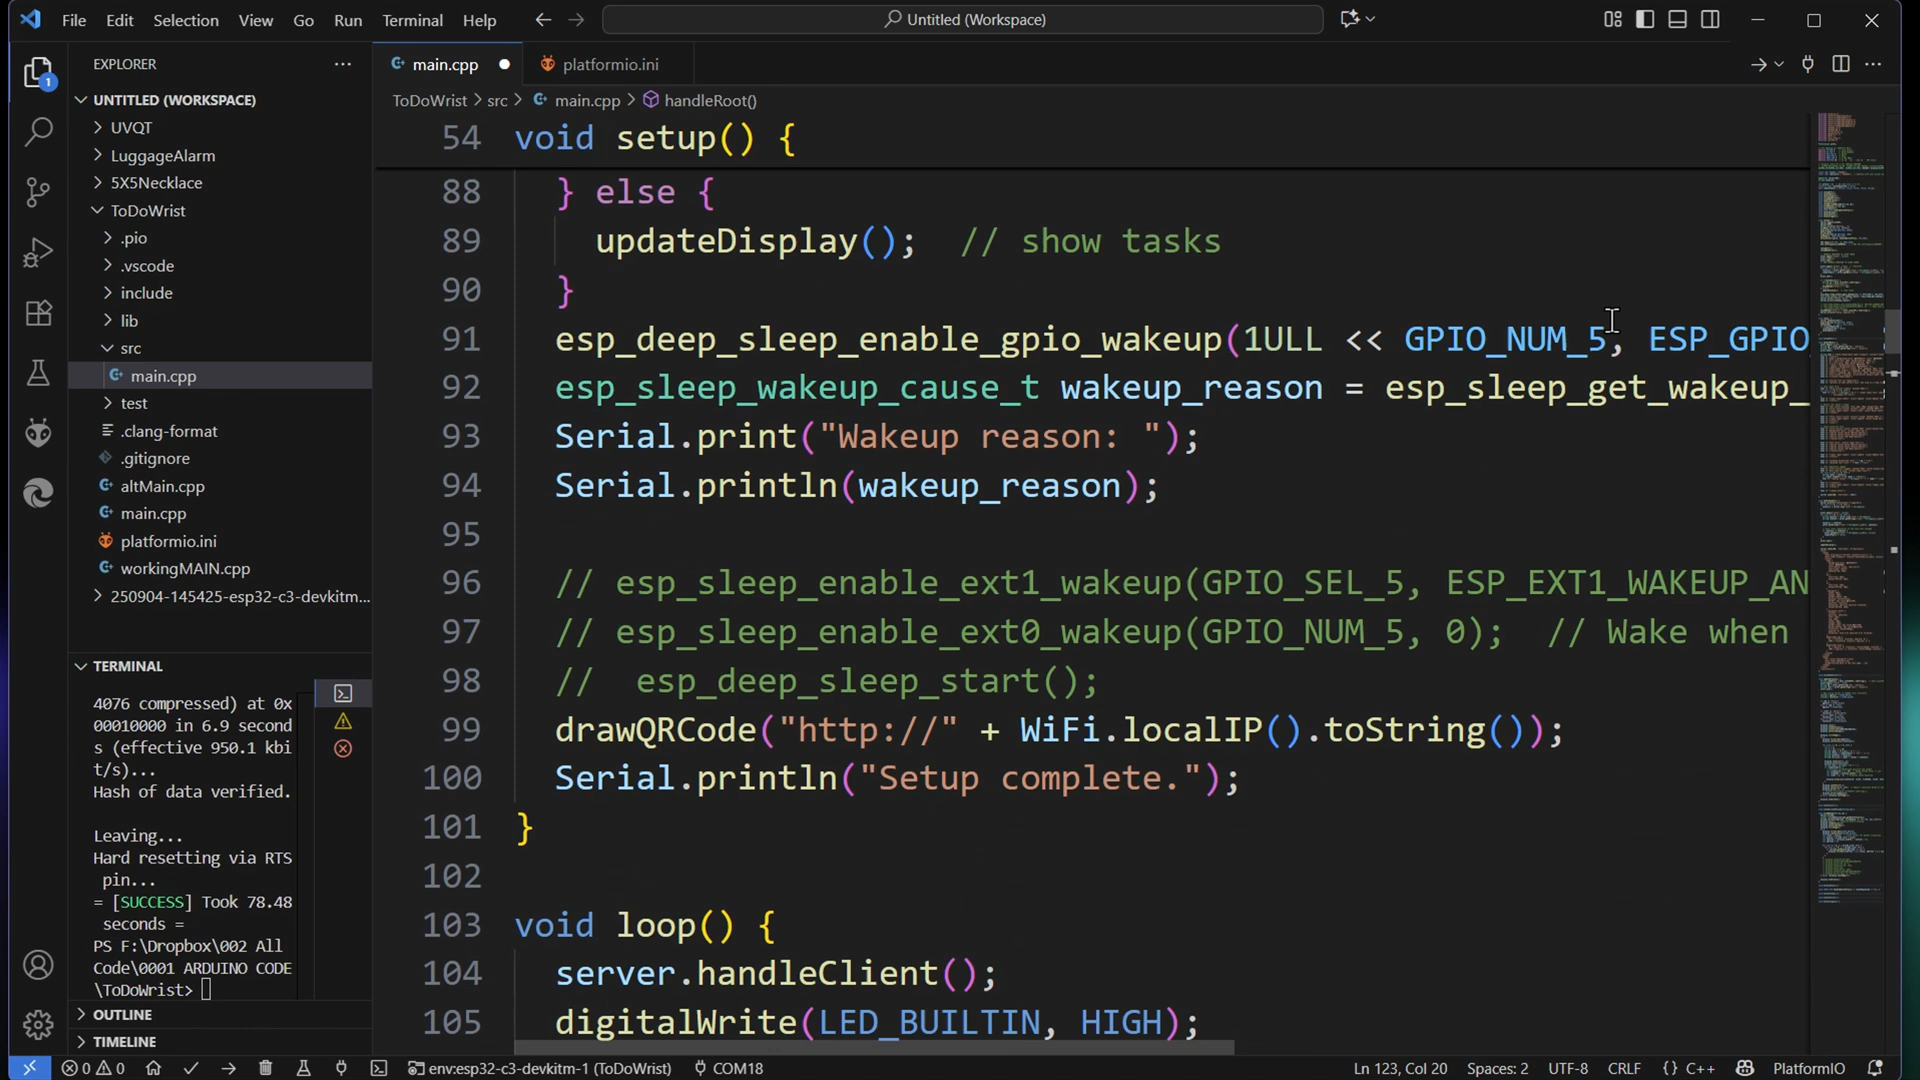 File Edit Selection View Go Run Terminal Help
Untitled (Workspace)
EXPLORER
main.cpp
platformio.ini
ToDoWrist > src > main.cpp > handleRoot()
1
UNTITLED (WORKSPACE)
UVQT
LuggageAlarm
5X5Necklace
ToDoWrist
.pio
.vscode
include
lib
src
main.cpp
test
.clang-format
.gitignore
altMain.cpp
main.cpp
platformio.ini
workingMAIN.cpp
250904-145425-esp32-c3-devkitm...
TERMINAL
4076 compressed) at 0x
00010000 in 6.9 second
s (effective 950.1 kbi
t/s)...
Hash of data verified.
Leaving...
Hard resetting via RTS
pin...
= [SUCCESS] Took 78.48
seconds =
PS F:\Dropbox\002 All
Code\0001 ARDUINO CODE
\ToDoWrist>
OUTLINE
TIMELINE
54 void setup() {
88 } else {
89 updateDisplay(); // show tasks
90 }
91 esp_deep_sleep_enable_gpio_wakeup(1ULL << GPIO_NUM_5, ESP_GPIO
92 esp_sleep_wakeup_cause_t wakeup_reason = esp_sleep_get_wakeup_
93 Serial.print("Wakeup reason: ");
94 Serial.println(wakeup_reason);
95
96 // esp_sleep_enable_ext1_wakeup(GPIO_SEL_5, ESP_EXT1_WAKEUP_AN
97 // esp_sleep_enable_ext0_wakeup(GPIO_NUM_5, 0); // Wake when
98 // esp_deep_sleep_start();
99 drawQRCode("http://" + WiFi.localIP().toString());
100 Serial.println("Setup complete.");
101 }
102
103 void loop() {
104 server.handleClient();
105 digitalWrite(LED_BUILTIN, HIGH);
0 0 env:esp32-c3-devkitm-1 (ToDoWrist) COM18 Ln 123, Col 20 Spaces: 2 UTF-8 CRLF {} C++ PlatformIO